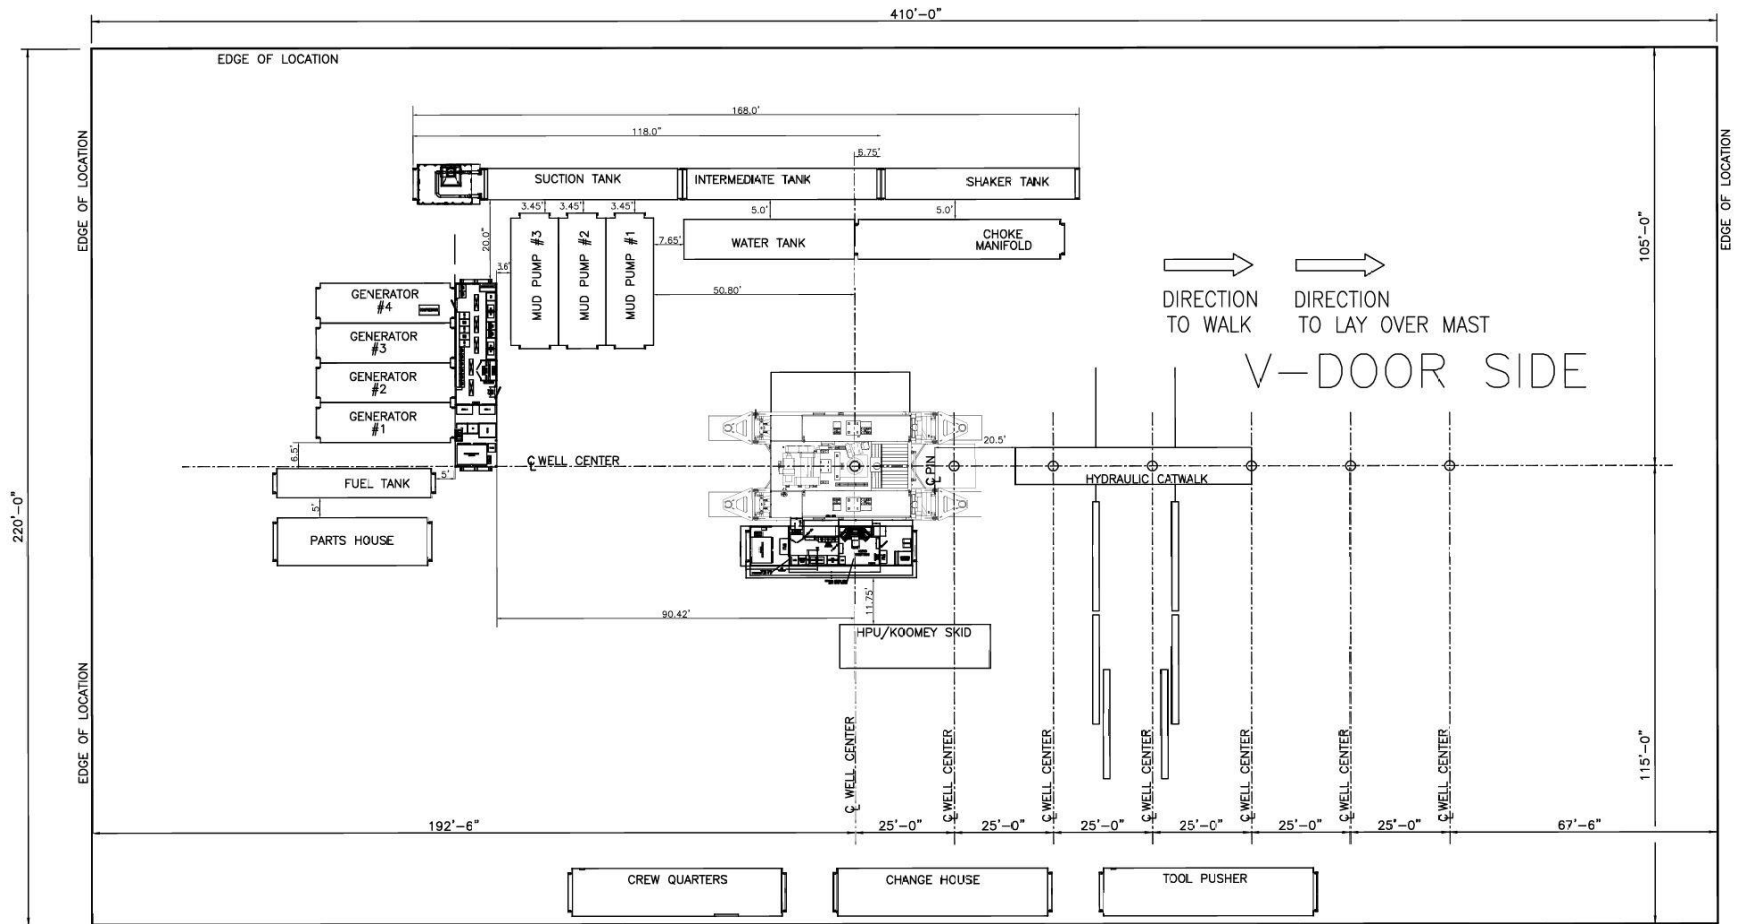 410'-0"
EDGE OF LOCATION
168.0'
118.0"
6.75'
EDGE OF LOCATION
EDGE OF LOCATION
SUCTION TANK
INTERMEDIATE TANK
SHAKER TANK
3.45'
3.45'
3.45'
5.0'
5.0'
20.0"
3.6'
MUD PUMP #3
MUD PUMP #2
MUD PUMP #1
7.65'
WATER TANK
CHOKE
MANIFOLD
105'-0"
50.80'
DIRECTION
TO WALK
DIRECTION
TO LAY OVER MAST
V-DOOR SIDE
GENERATOR
#4
GENERATOR
#3
GENERATOR
#2
GENERATOR
#1
6.5'
20.5'
℄ WELL CENTER
℄ PIN
HYDRAULIC CATWALK
FUEL TANK
5'
5'
220'-0"
PARTS HOUSE
11.75'
90.42'
HPU/KOOMEY SKID
EDGE OF LOCATION
℄ WELL CENTER
℄ WELL CENTER
℄ WELL CENTER
℄ WELL CENTER
℄ WELL CENTER
℄ WELL CENTER
℄ WELL CENTER
115'-0"
192'-6"
25'-0"
25'-0"
25'-0"
25'-0"
25'-0"
25'-0"
67'-6"
CREW QUARTERS
CHANGE HOUSE
TOOL PUSHER